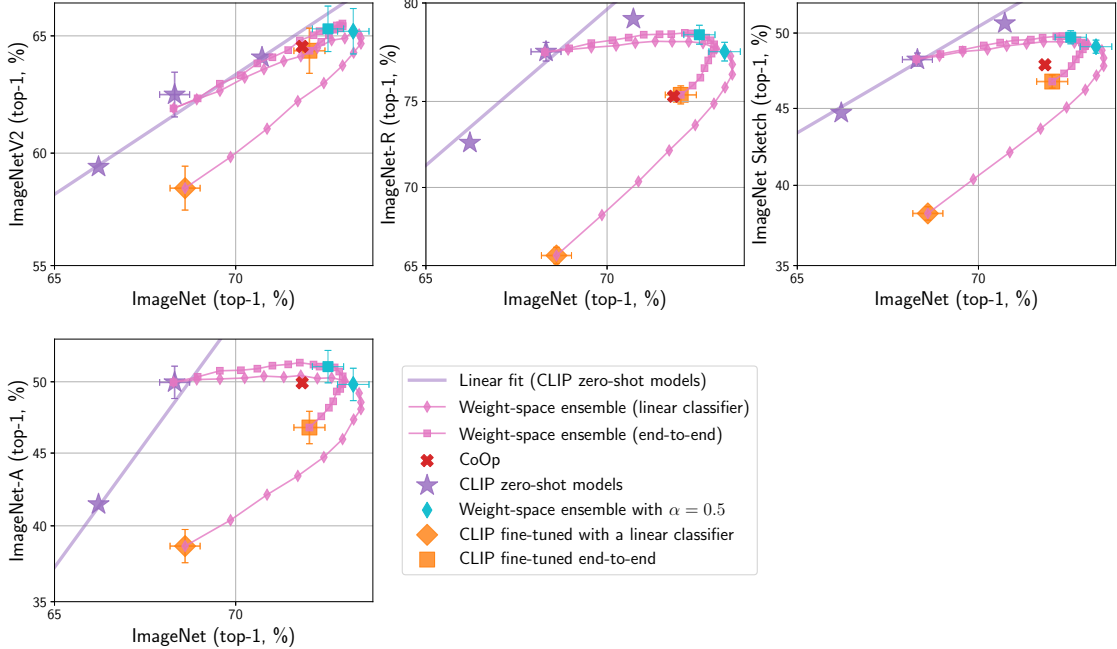 65
60
55
65
70
ImageNetV2 (top-1, %)
ImageNet (top-1, %)
80
75
70
65
65
70
ImageNet-R (top-1, %)
ImageNet (top-1, %)
50
45
40
35
65
70
ImageNet Sketch (top-1, %)
ImageNet (top-1, %)
50
45
40
35
65
70
ImageNet-A (top-1, %)
ImageNet (top-1, %)
Linear fit (CLIP zero-shot models)
Weight-space ensemble (linear classifier)
Weight-space ensemble (end-to-end)
CoOp
CLIP zero-shot models
Weight-space ensemble with α = 0.5
CLIP fine-tuned with a linear classifier
CLIP fine-tuned end-to-end